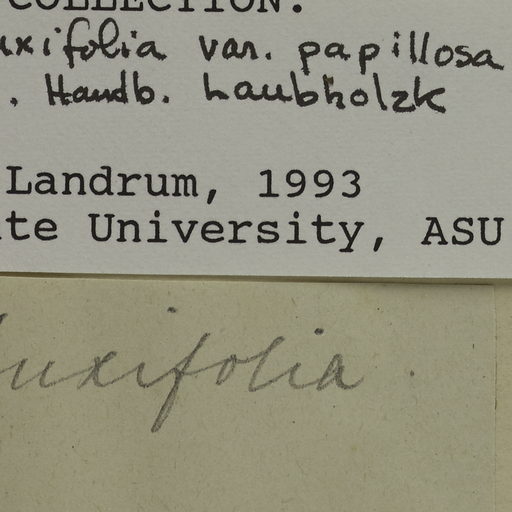 COLLECTION.
uxifolia var. papillosa
. Handb. Laubholzk
Landrum, 1993
te University, ASU
uxifolia .